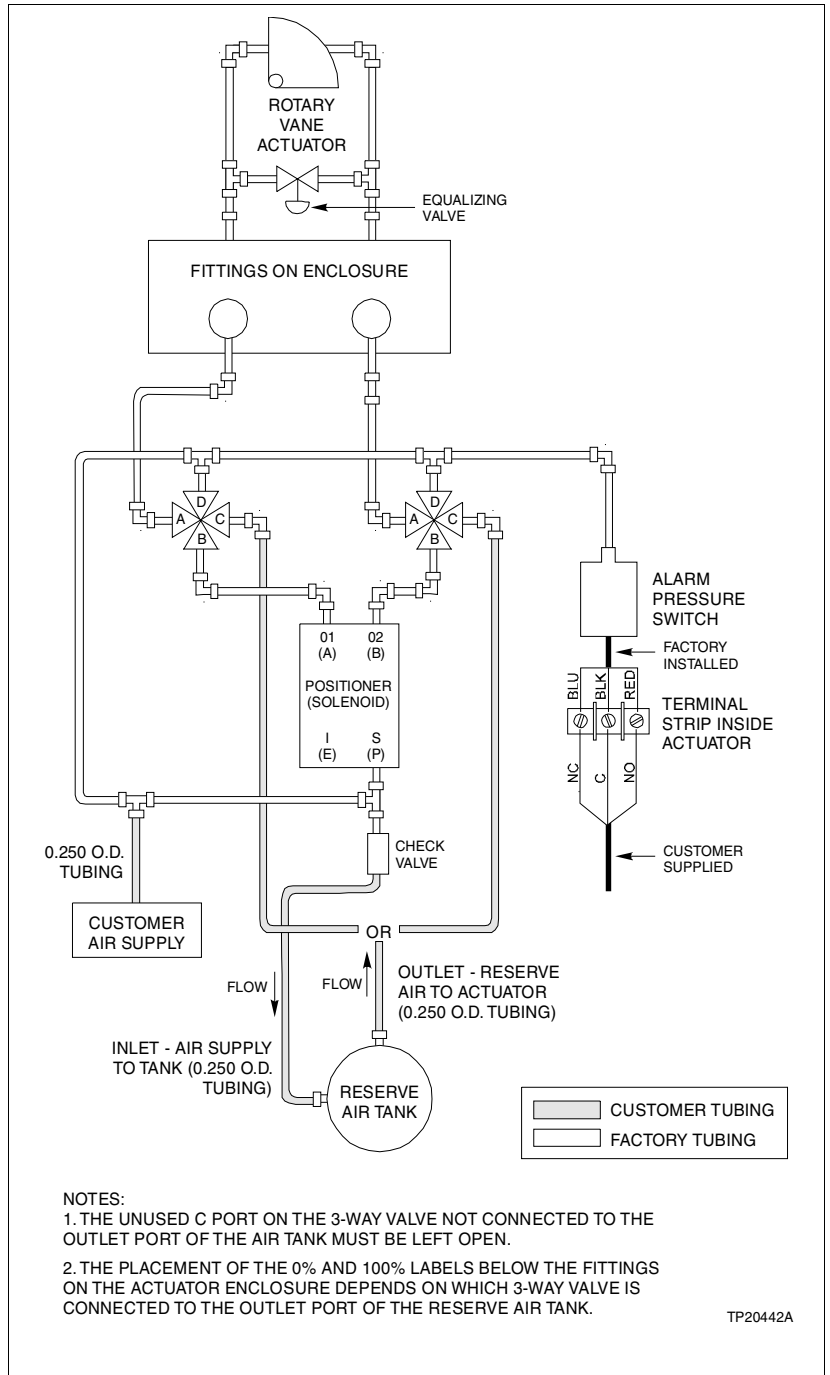 ROTARY
VANE
ACTUATOR
EQUALIZING
VALVE
FITTINGS ON ENCLOSURE
D
A
C
B
D
A
C
B
01
(A)
02
(B)
POSITIONER
(SOLENOID)
I
(E)
S
(P)
ALARM
PRESSURE
SWITCH
FACTORY
INSTALLED
BLU
BLK
RED
TERMINAL
STRIP INSIDE
ACTUATOR
NC
C
NO
CUSTOMER
SUPPLIED
0.250 O.D.
TUBING
CHECK
VALVE
CUSTOMER
AIR SUPPLY
OR
FLOW
FLOW
OUTLET - RESERVE
AIR TO ACTUATOR
(0.250 O.D. TUBING)
INLET - AIR SUPPLY
TO TANK (0.250 O.D.
TUBING)
RESERVE
AIR TANK
CUSTOMER TUBING
FACTORY TUBING
NOTES:
1. THE UNUSED C PORT ON THE 3-WAY VALVE NOT CONNECTED TO THE
OUTLET PORT OF THE AIR TANK MUST BE LEFT OPEN.
2. THE PLACEMENT OF THE 0% AND 100% LABELS BELOW THE FITTINGS
ON THE ACTUATOR ENCLOSURE DEPENDS ON WHICH 3-WAY VALVE IS
CONNECTED TO THE OUTLET PORT OF THE RESERVE AIR TANK.
TP20442A